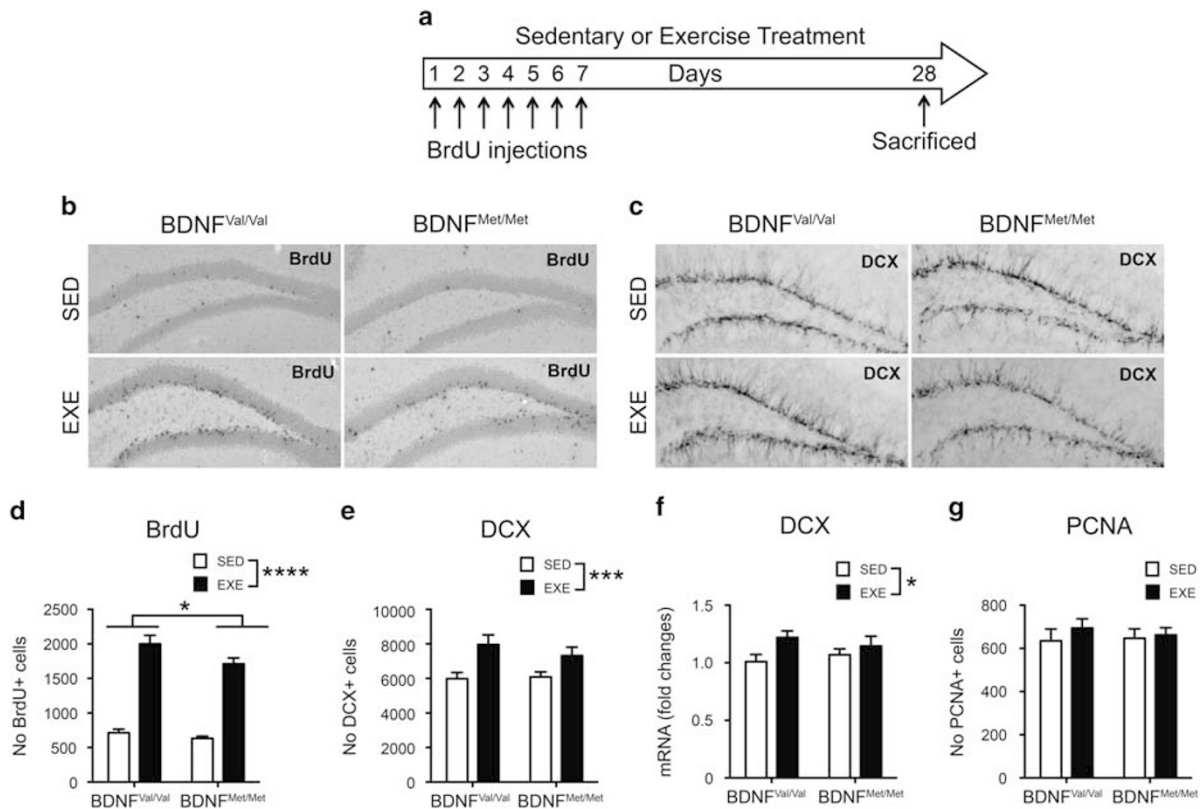 a
Sedentary or Exercise Treatment
1 2 3 4 5 6 7 Days 28
BrdU injections Sacrificed
b
BDNFVal/Val BDNFMet/Met
SED
BrdU BrdU
EXE
BrdU BrdU
c
BDNFVal/Val BDNFMet/Met
SED
DCX DCX
EXE
DCX DCX
d
BrdU
SED
EXE
****
*
2500
2000
1500
1000
500
0
No BrdU+ cells
BDNFVal/Val BDNFMet/Met
e
DCX
SED
EXE
***
10000
8000
6000
4000
2000
0
No DCX+ cells
BDNFVal/Val BDNFMet/Met
f
DCX
SED
EXE
*
1.5
1.0
0.5
0
mRNA (fold changes)
BDNFVal/Val BDNFMet/Met
g
PCNA
SED
EXE
800
600
400
200
0
No PCNA+ cells
BDNFVal/Val BDNFMet/Met